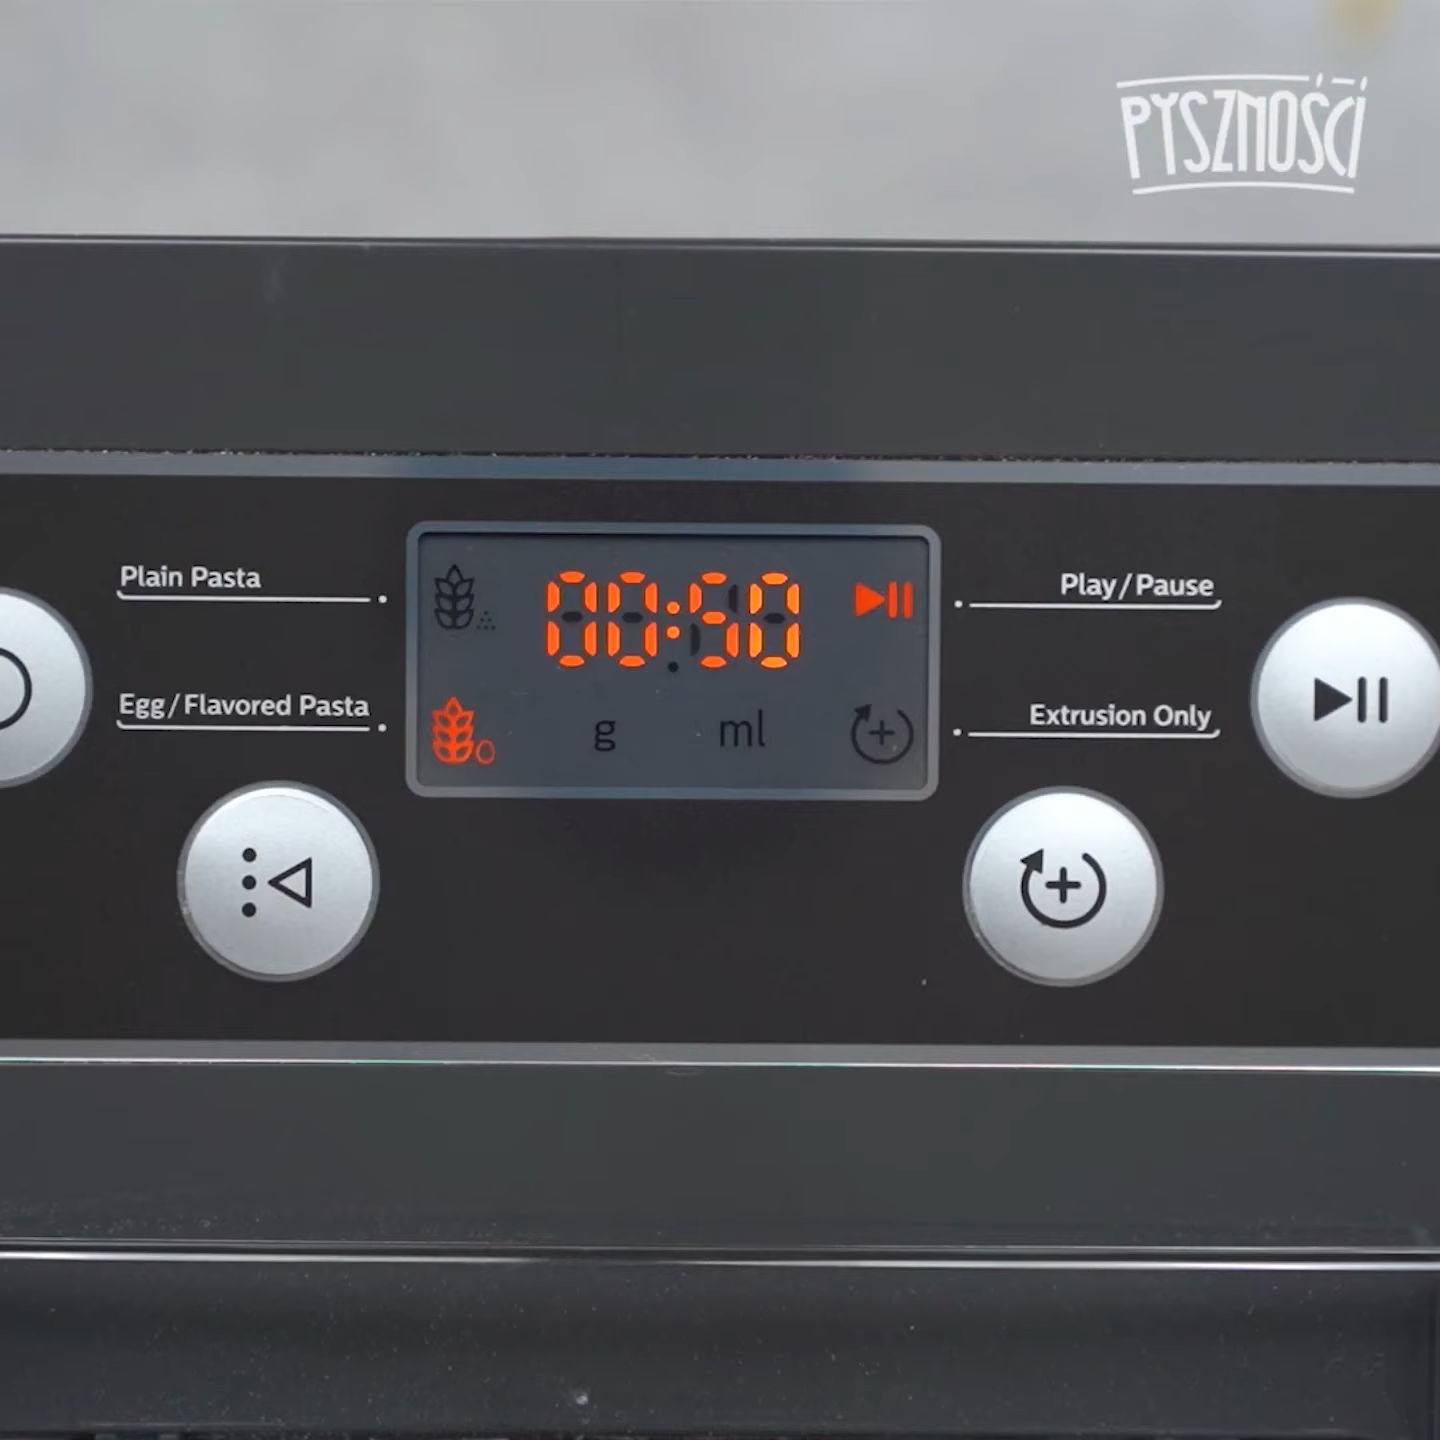 PYSZNOŚCI
Plain Pasta
00:50
Play/Pause
Egg/Flavored Pasta
g
ml
Extrusion Only